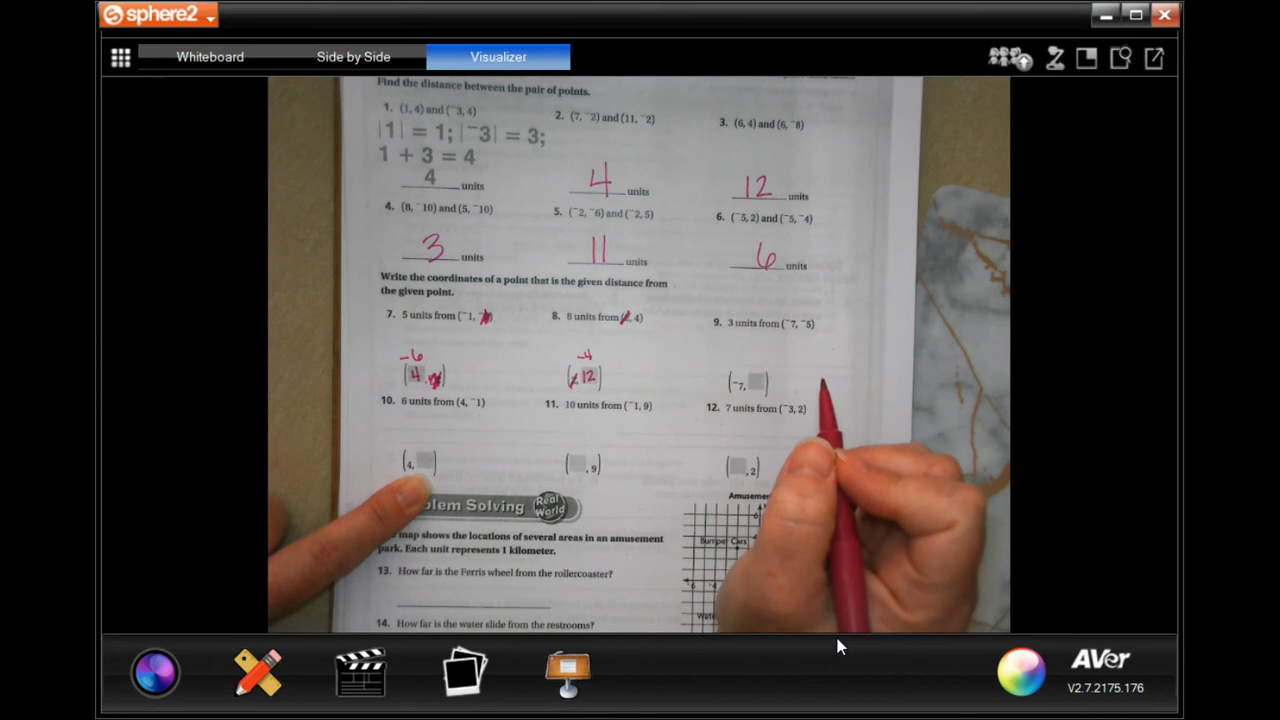 sphere2
Whiteboard Side by Side Visualizer
Find the distance between the pair of points.
1. (1, 4) and (⁻3, 4)
|1| = 1; |⁻3| = 3;
1 + 3 = 4
4 units
2. (7, ⁻2) and (11, ⁻2)
4 units
3. (6, 4) and (6, ⁻8)
12 units
4. (8, ⁻10) and (5, ⁻10)
3 units
5. (⁻2, ⁻6) and (⁻2, 5)
11 units
6. (⁻5, 2) and (⁻5, ⁻4)
6 units
Write the coordinates of a point that is the given distance from
the given point.
7. 5 units from (⁻1,
-6
(4,
8. 8 units from ( , 4)
-4
( 12)
9. 3 units from (⁻7, ⁻5)
(⁻7, )
10. 6 units from (4, ⁻1)
(4, )
11. 10 units from (⁻1, 9)
( , 9)
12. 7 units from (⁻3, 2)
( , 2)
blem Solving Real
World
map shows the locations of several areas in an amusement
park. Each unit represents 1 kilometer.
13. How far is the Ferris wheel from the rollercoaster?
14. How far is the water slide from the restrooms?
Amusemen
6
Bumper Cars
-6 -4
Wate
AVer
V2.7.2175.176